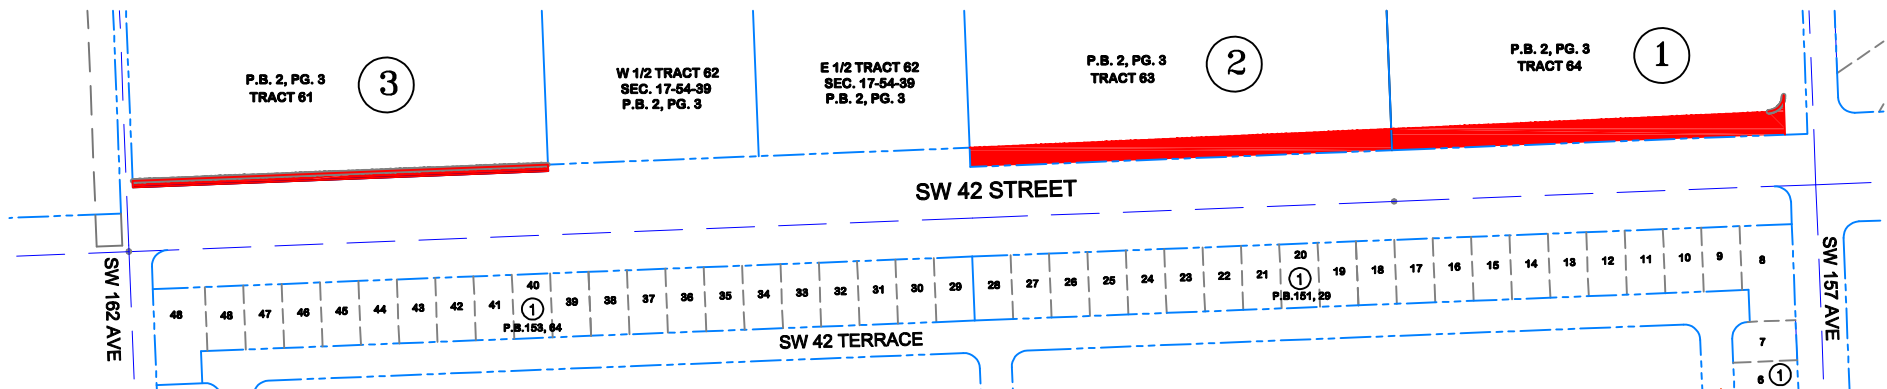 P.B. 2, PG. 3
TRACT 61
3
W 1/2 TRACT 62
SEC. 17-54-39
P.B. 2, PG. 3
E 1/2 TRACT 62
SEC. 17-54-39
P.B. 2, PG. 3
P.B. 2, PG. 3
TRACT 63
2
P.B. 2, PG. 3
TRACT 64
1
SW 42 STREET
SW 162 AVE
48
48
47
46
45
44
43
42
41
40
1
P.B.153, 64
39
38
37
36
35
34
33
32
31
30
29
28
27
26
25
24
23
22
21
20
1
P.B.151, 29
19
18
17
16
15
14
13
12
11
10
9
8
SW 157 AVE
SW 42 TERRACE
7
6
1